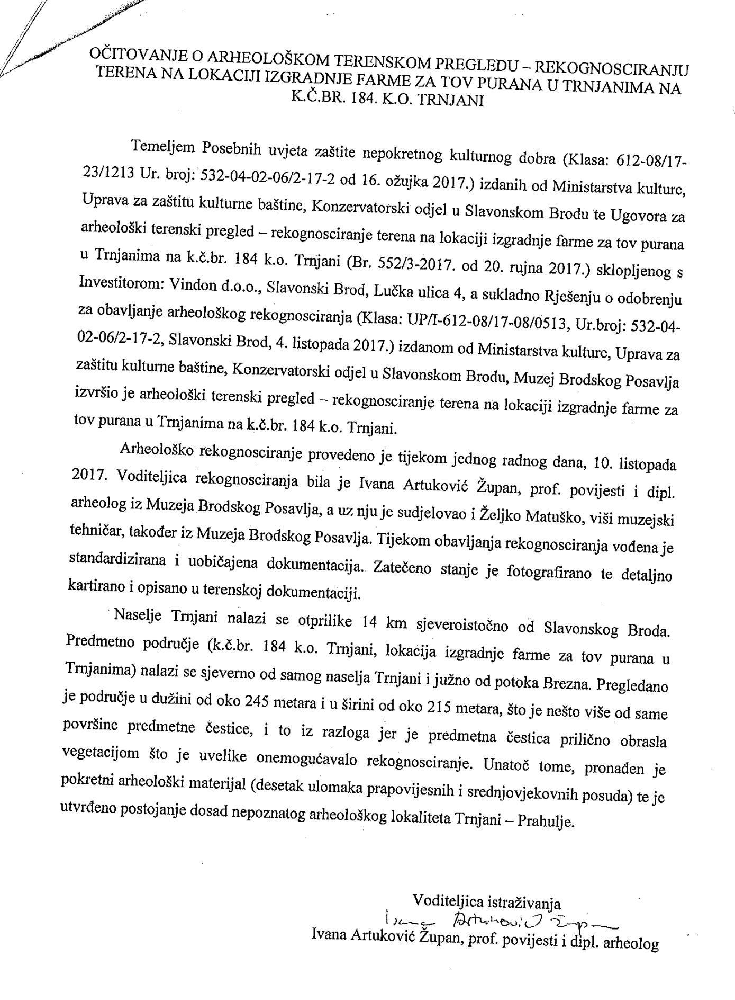 OČITOVANJE O ARHEOLOŠKOM TERENSKOM PREGLEDU – REKOGNOSCIRANJU
TERENA NA LOKACIJI IZGRADNJE FARME ZA TOV PURANA U TRNJANIMA NA
K.Č.BR. 184. K.O. TRNJANI
Temeljem Posebnih uvjeta zaštite nepokretnog kulturnog dobra (Klasa: 612-08/17-
23/1213 Ur. broj: 532-04-02-06/2-17-2 od 16. ožujka 2017.) izdanih od Ministarstva kulture,
Uprava za zaštitu kulturne baštine, Konzervatorski odjel u Slavonskom Brodu te Ugovora za
arheološki terenski pregled – rekognosciranje terena na lokaciji izgradnje farme za tov purana
u Trnjanima na k.č.br. 184 k.o. Trnjani (Br. 552/3-2017. od 20. rujna 2017.) sklopljenog s
Investitorom: Vindon d.o.o., Slavonski Brod, Lučka ulica 4, a sukladno Rješenju o odobrenju
za obavljanje arheološkog rekognosciranja (Klasa: UP/I-612-08/17-08/0513, Ur.broj: 532-04-
02-06/2-17-2, Slavonski Brod, 4. listopada 2017.) izdanom od Ministarstva kulture, Uprava za
zaštitu kulturne baštine, Konzervatorski odjel u Slavonskom Brodu, Muzej Brodskog Posavlja
izvršio je arheološki terenski pregled – rekognosciranje terena na lokaciji izgradnje farme za
tov purana u Trnjanima na k.č.br. 184 k.o. Trnjani.
Arheološko rekognosciranje provedeno je tijekom jednog radnog dana, 10. listopada
2017. Voditeljica rekognosciranja bila je Ivana Artuković Župan, prof. povijesti i dipl.
arheolog iz Muzeja Brodskog Posavlja, a uz nju je sudjelovao i Željko Matuško, viši muzejski
tehničar, također iz Muzeja Brodskog Posavlja. Tijekom obavljanja rekognosciranja vođena je
standardizirana i uobičajena dokumentacija. Zatečeno stanje je fotografirano te detaljno
kartirano i opisano u terenskoj dokumentaciji.
Naselje Trnjani nalazi se otprilike 14 km sjeveroistočno od Slavonskog Broda.
Predmetno područje (k.č.br. 184 k.o. Trnjani, lokacija izgradnje farme za tov purana u
Trnjanima) nalazi se sjeverno od samog naselja Trnjani i južno od potoka Brezna. Pregledano
je područje u dužini od oko 245 metara i u širini od oko 215 metara, što je nešto više od same
površine predmetne čestice, i to iz razloga jer je predmetna čestica prilično obrasla
vegetacijom što je uvelike onemogućavalo rekognosciranje. Unatoč tome, pronađen je
pokretni arheološki materijal (desetak ulomaka prapovijesnih i srednjovjekovnih posuda) te je
utvrđeno postojanje dosad nepoznatog arheološkog lokaliteta Trnjani – Prahulje.
Voditeljica istraživanja
Ivana Artuković Župan
Ivana Artuković Župan, prof. povijesti i dipl. arheolog